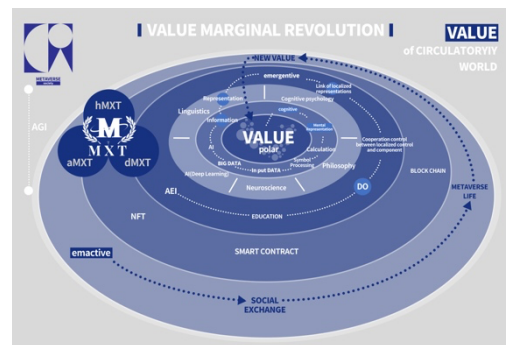 VALUE MARGINAL REVOLUTION
VALUE
of CIRCULATORYIY
WORLD
METAVERSE
NEW VALUE
emergentive
Link of localized
representations
Representation
Cognitive psychology
Linguistics
Information
cognitive
Mental
Representation
hMXT
M
MXT
aMXT
dMXT
AGI
VALUE
polar
AI
Calculation
Cooperation control
between localized control
and component
BIG DATA
In put DATA
Symbol
Processing
Philosophy
AI(Deep Learning)
Neuroscience
BLOCK CHAIN
AEI
DO
METAVERSE
LIFE
NFT
EDUCATION
SMART CONTRACT
emactive
SOCIAL
EXCHANGE